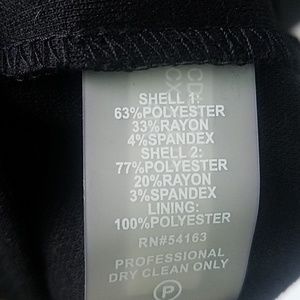 SHELL 1:
63%POLYESTER
33%RAYON
4%SPANDEX
SHELL 2:
77%POLYESTER
20%RAYON
3%SPANDEX
LINING:
100%POLYESTER
RN#54163
PROFESSIONAL
DRY CLEAN ONLY
P